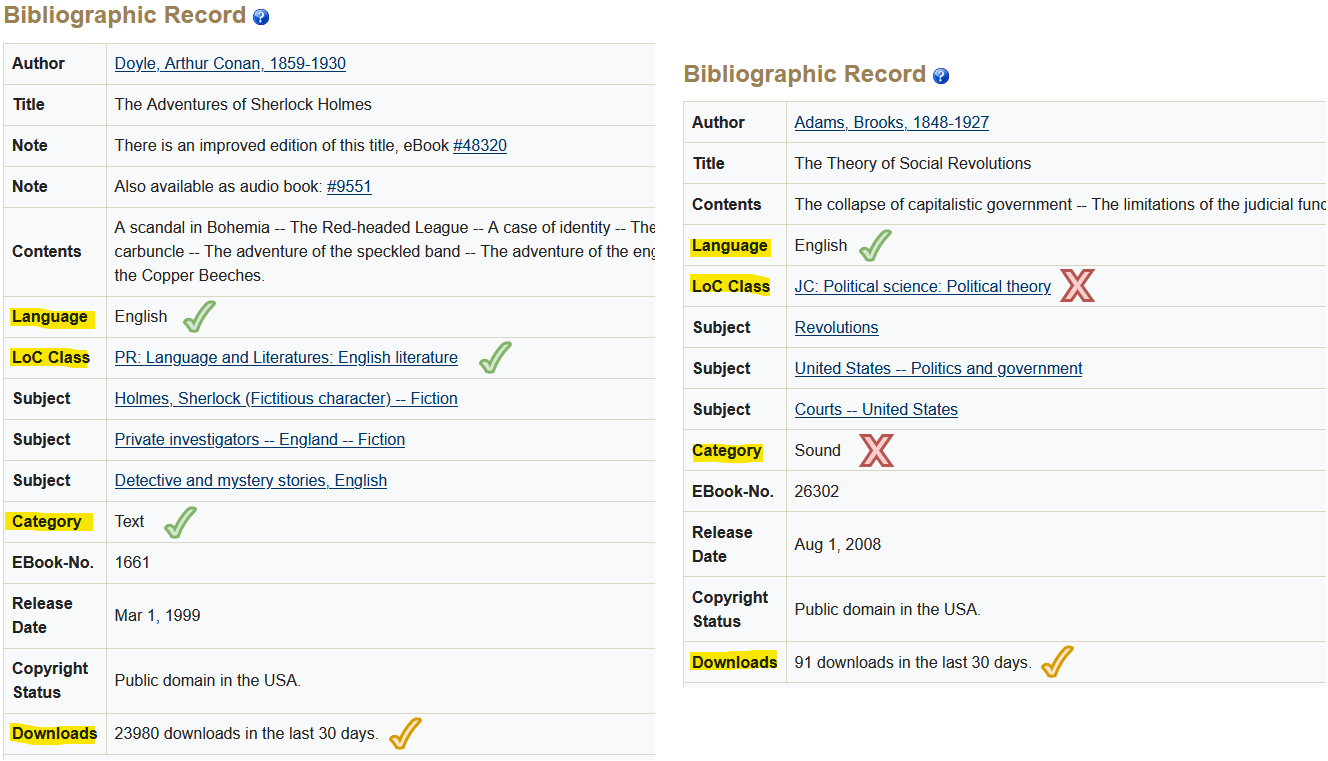 Bibliographic Record
Author Doyle, Arthur Conan, 1859-1930
Title The Adventures of Sherlock Holmes
Note There is an improved edition of this title, eBook #48320
Note Also available as audio book: #9551
Contents A scandal in Bohemia -- The Red-headed League -- A case of identity -- The
carbuncle -- The adventure of the speckled band -- The adventure of the
the Copper Beeches.
Language English
LoC Class PR: Language and Literatures: English literature
Subject Holmes, Sherlock (Fictitious character) -- Fiction
Subject Private investigators -- England -- Fiction
Subject Detective and mystery stories, English
Category Text
EBook-No. 1661
Release
Date
Mar 1, 1999
Copyright
Status
Public domain in the USA.
Downloads 23980 downloads in the last 30 days.
Bibliographic Record
Author Adams, Brooks, 1848-1927
Title The Theory of Social Revolutions
Contents The collapse of capitalistic government -- The limitations of the judicial
Language English
LoC Class JC: Political science: Political theory
Subject Revolutions
Subject United States -- Politics and government
Subject Courts -- United States
Category Sound
EBook-No. 26302
Release
Date
Aug 1, 2008
Copyright
Status
Public domain in the USA.
Downloads 91 downloads in the last 30 days.